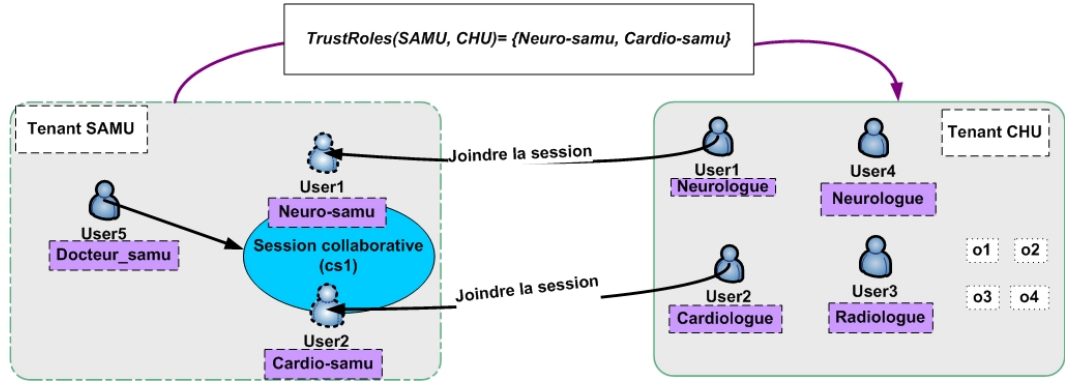 TrustRoles(SAMU, CHU)= {Neuro-samu, Cardio-samu}
Tenant SAMU
User1
Neuro-samu
User5
Docteur_samu
Session collaborative
(cs1)
User2
Cardio-samu
Joindre la session
Joindre la session
Tenant CHU
User1
Neurologue
User4
Neurologue
User2
Cardiologue
User3
Radiologue
o1
o2
o3
o4